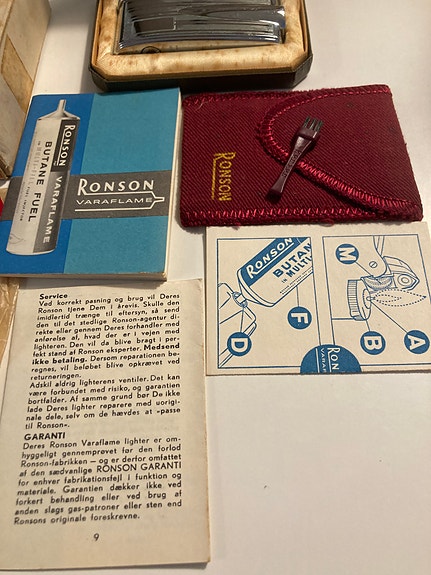 RONSON
VARAFLAME
BUTANE FUEL
IN MULTI-FILL
RONSON
VARAFLAME
RONSON
RONSON
BUTA
IN MULTI
F
D
M
B
A
RONSON
Service
Ved korrekt pasning og brug vil Deres
Ronson tjene Dem i årevis. Skulle den
imidlertid trænge til eftersyn, så send
den til det stedlige Ronson-agentur di-
rekte eller gennem Deres forhandler med
anførelse af, hvad der er i vejen med
lighteren. Den vil da blive bragt i per-
fekt stand af Ronson eksperter. Medsend
ikke betaling. Dersom reparationen be-
regnes, vil beløbet blive opkrævet ved
returneringen.
Adskil aldrig lighterens ventiler. Det kan
være forbundet med risiko, og garantien
bortfalder. Af samme grund bør De ikke
lade Deres lighter reparere med uorigi-
nale dele, selv om de hævdes at »passe
til Ronson«.
GARANTI
Deres Ronson Varaflame lighter er om-
hyggeligt gennemprøvet før den forlod
Ronson-fabrikken – og er derfor omfattet
af den sædvanlige RONSON GARANTI
for enhver fabrikationsfejl i funktion og
materiale. Garantien dækker ikke ved
forkert behandling eller ved brug af
anden slags gas-patroner eller sten end
Ronsons originale foreskrevne.
9